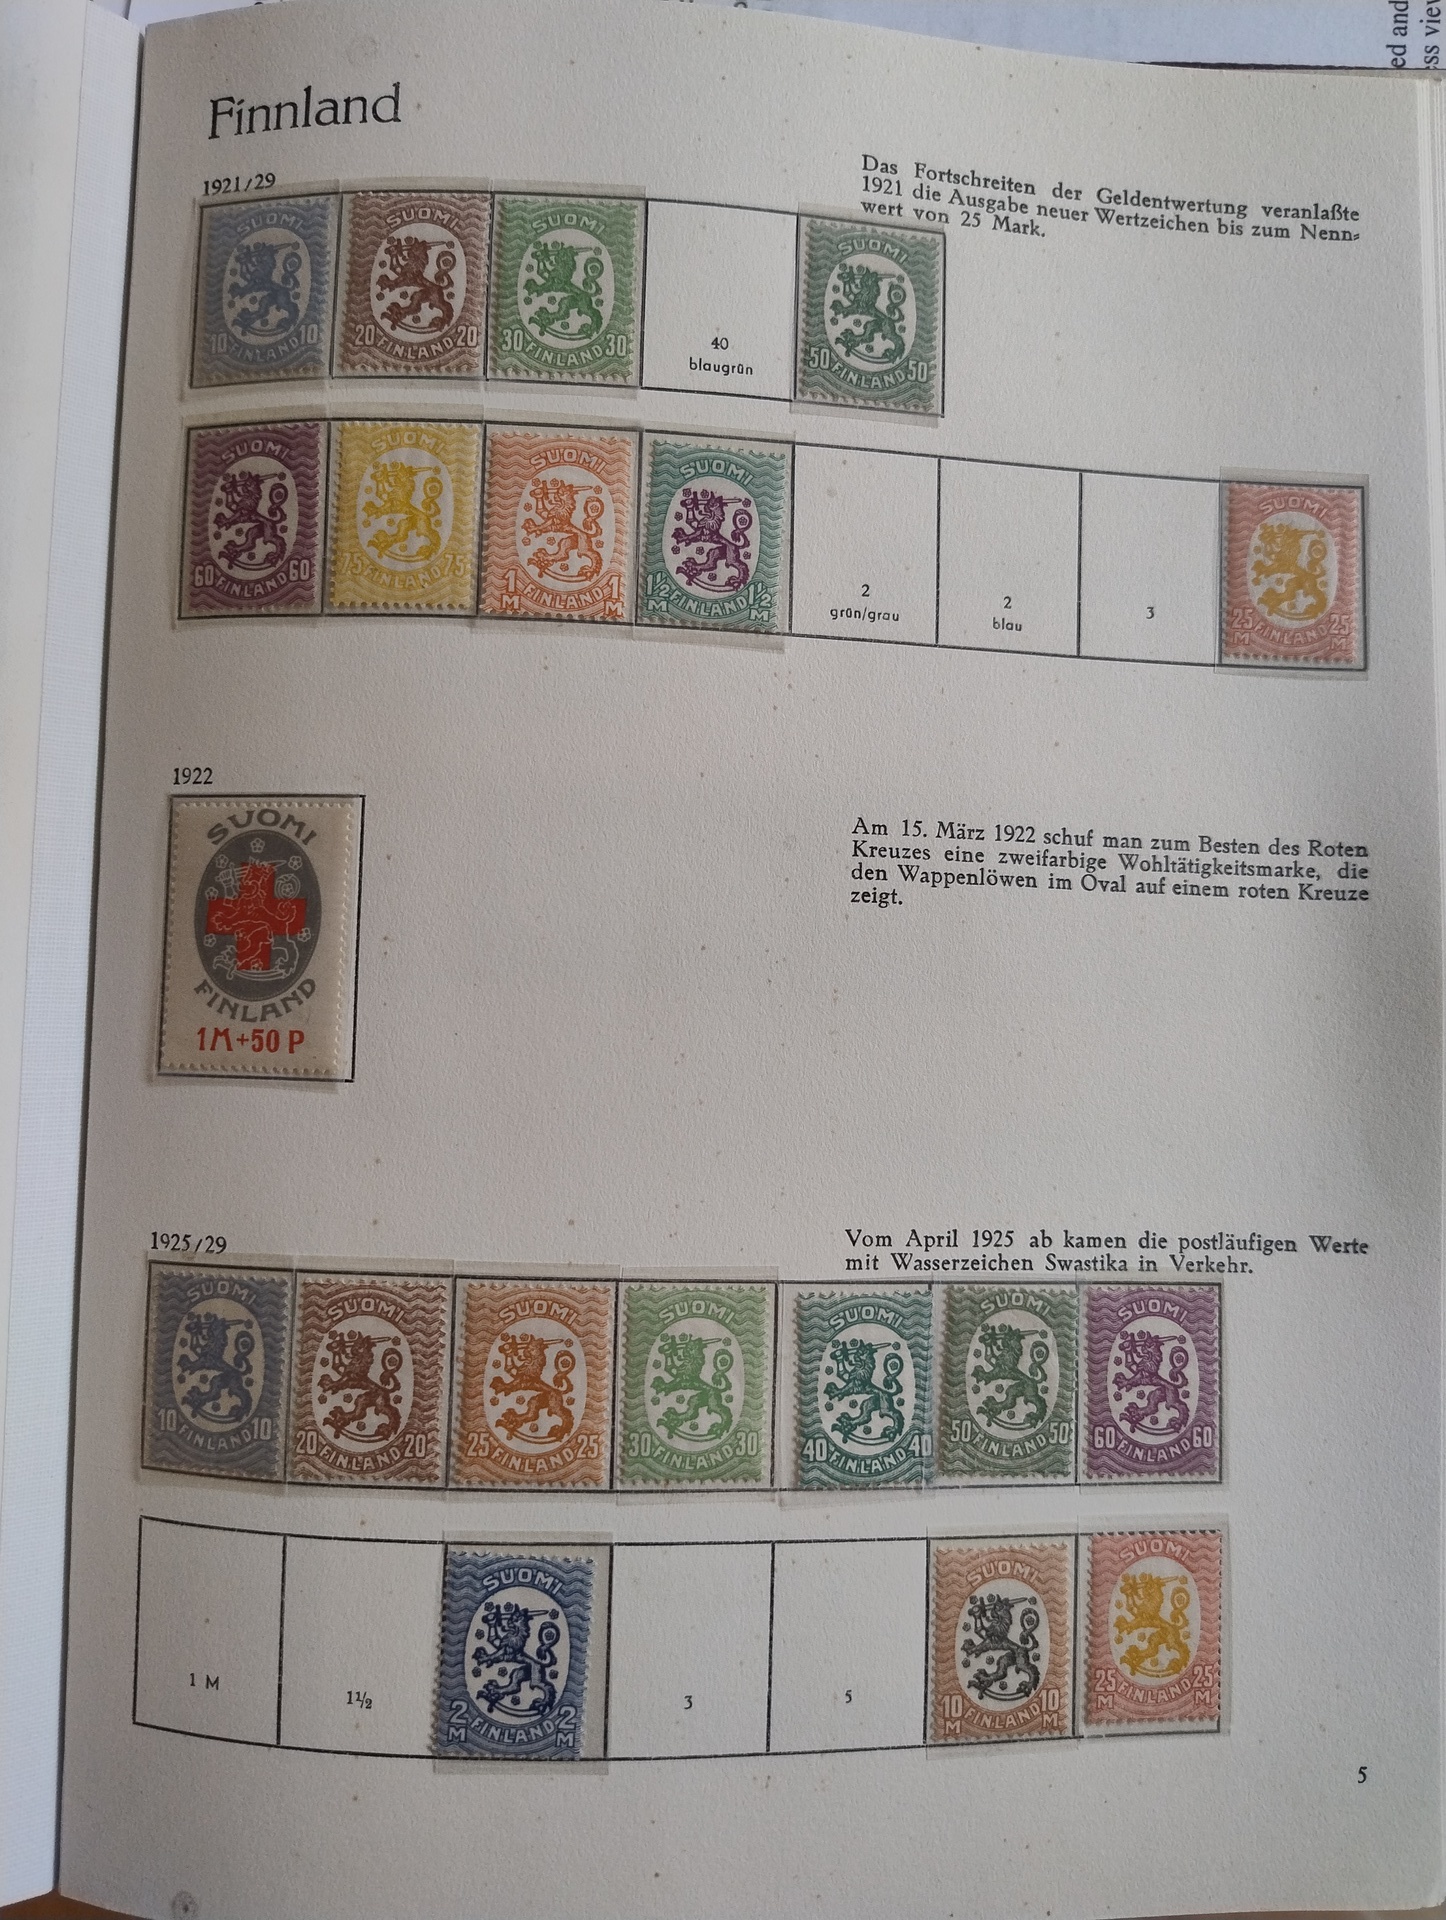 ed and
ss view
Finnland
1921/29
Das Fortschreiten der Geldentwertung veranlaßte
1921 die Ausgabe neuer Wertzeichen bis zum Nenn=
wert von 25 Mark.
SUOMI
10 FINLAND 10
SUOMI
20 FINLAND 20
SUOMI
30 FINLAND 30
40
blaugrün
SUOMI
50 FINLAND 50
SUOMI
60 FINLAND 60
SUOMI
75 FINLAND 75
SUOMI
1 M FINLAND 1 M
SUOMI
1½ M FINLAND 1½ M
2
grün/grau
2
blau
3
SUOMI
25 M FINLAND 25 M
1922
SUOMI
FINLAND
1M+50 P
Am 15. März 1922 schuf man zum Besten des Roten
Kreuzes eine zweifarbige Wohltätigkeitsmarke, die
den Wappenlöwen im Oval auf einem roten Kreuze
zeigt.
1925/29
Vom April 1925 ab kamen die postläufigen Werte
mit Wasserzeichen Swastika in Verkehr.
SUOMI
10 FINLAND 10
SUOMI
20 FINLAND 20
SUOMI
25 FINLAND 25
SUOMI
30 FINLAND 30
SUOMI
40 FINLAND 40
SUOMI
50 FINLAND 50
SUOMI
60 FINLAND 60
1 M
1½
SUOMI
2 M FINLAND 2 M
3
5
SUOMI
10 M FINLAND 10 M
SUOMI
25 M FINLAND 25 M
5